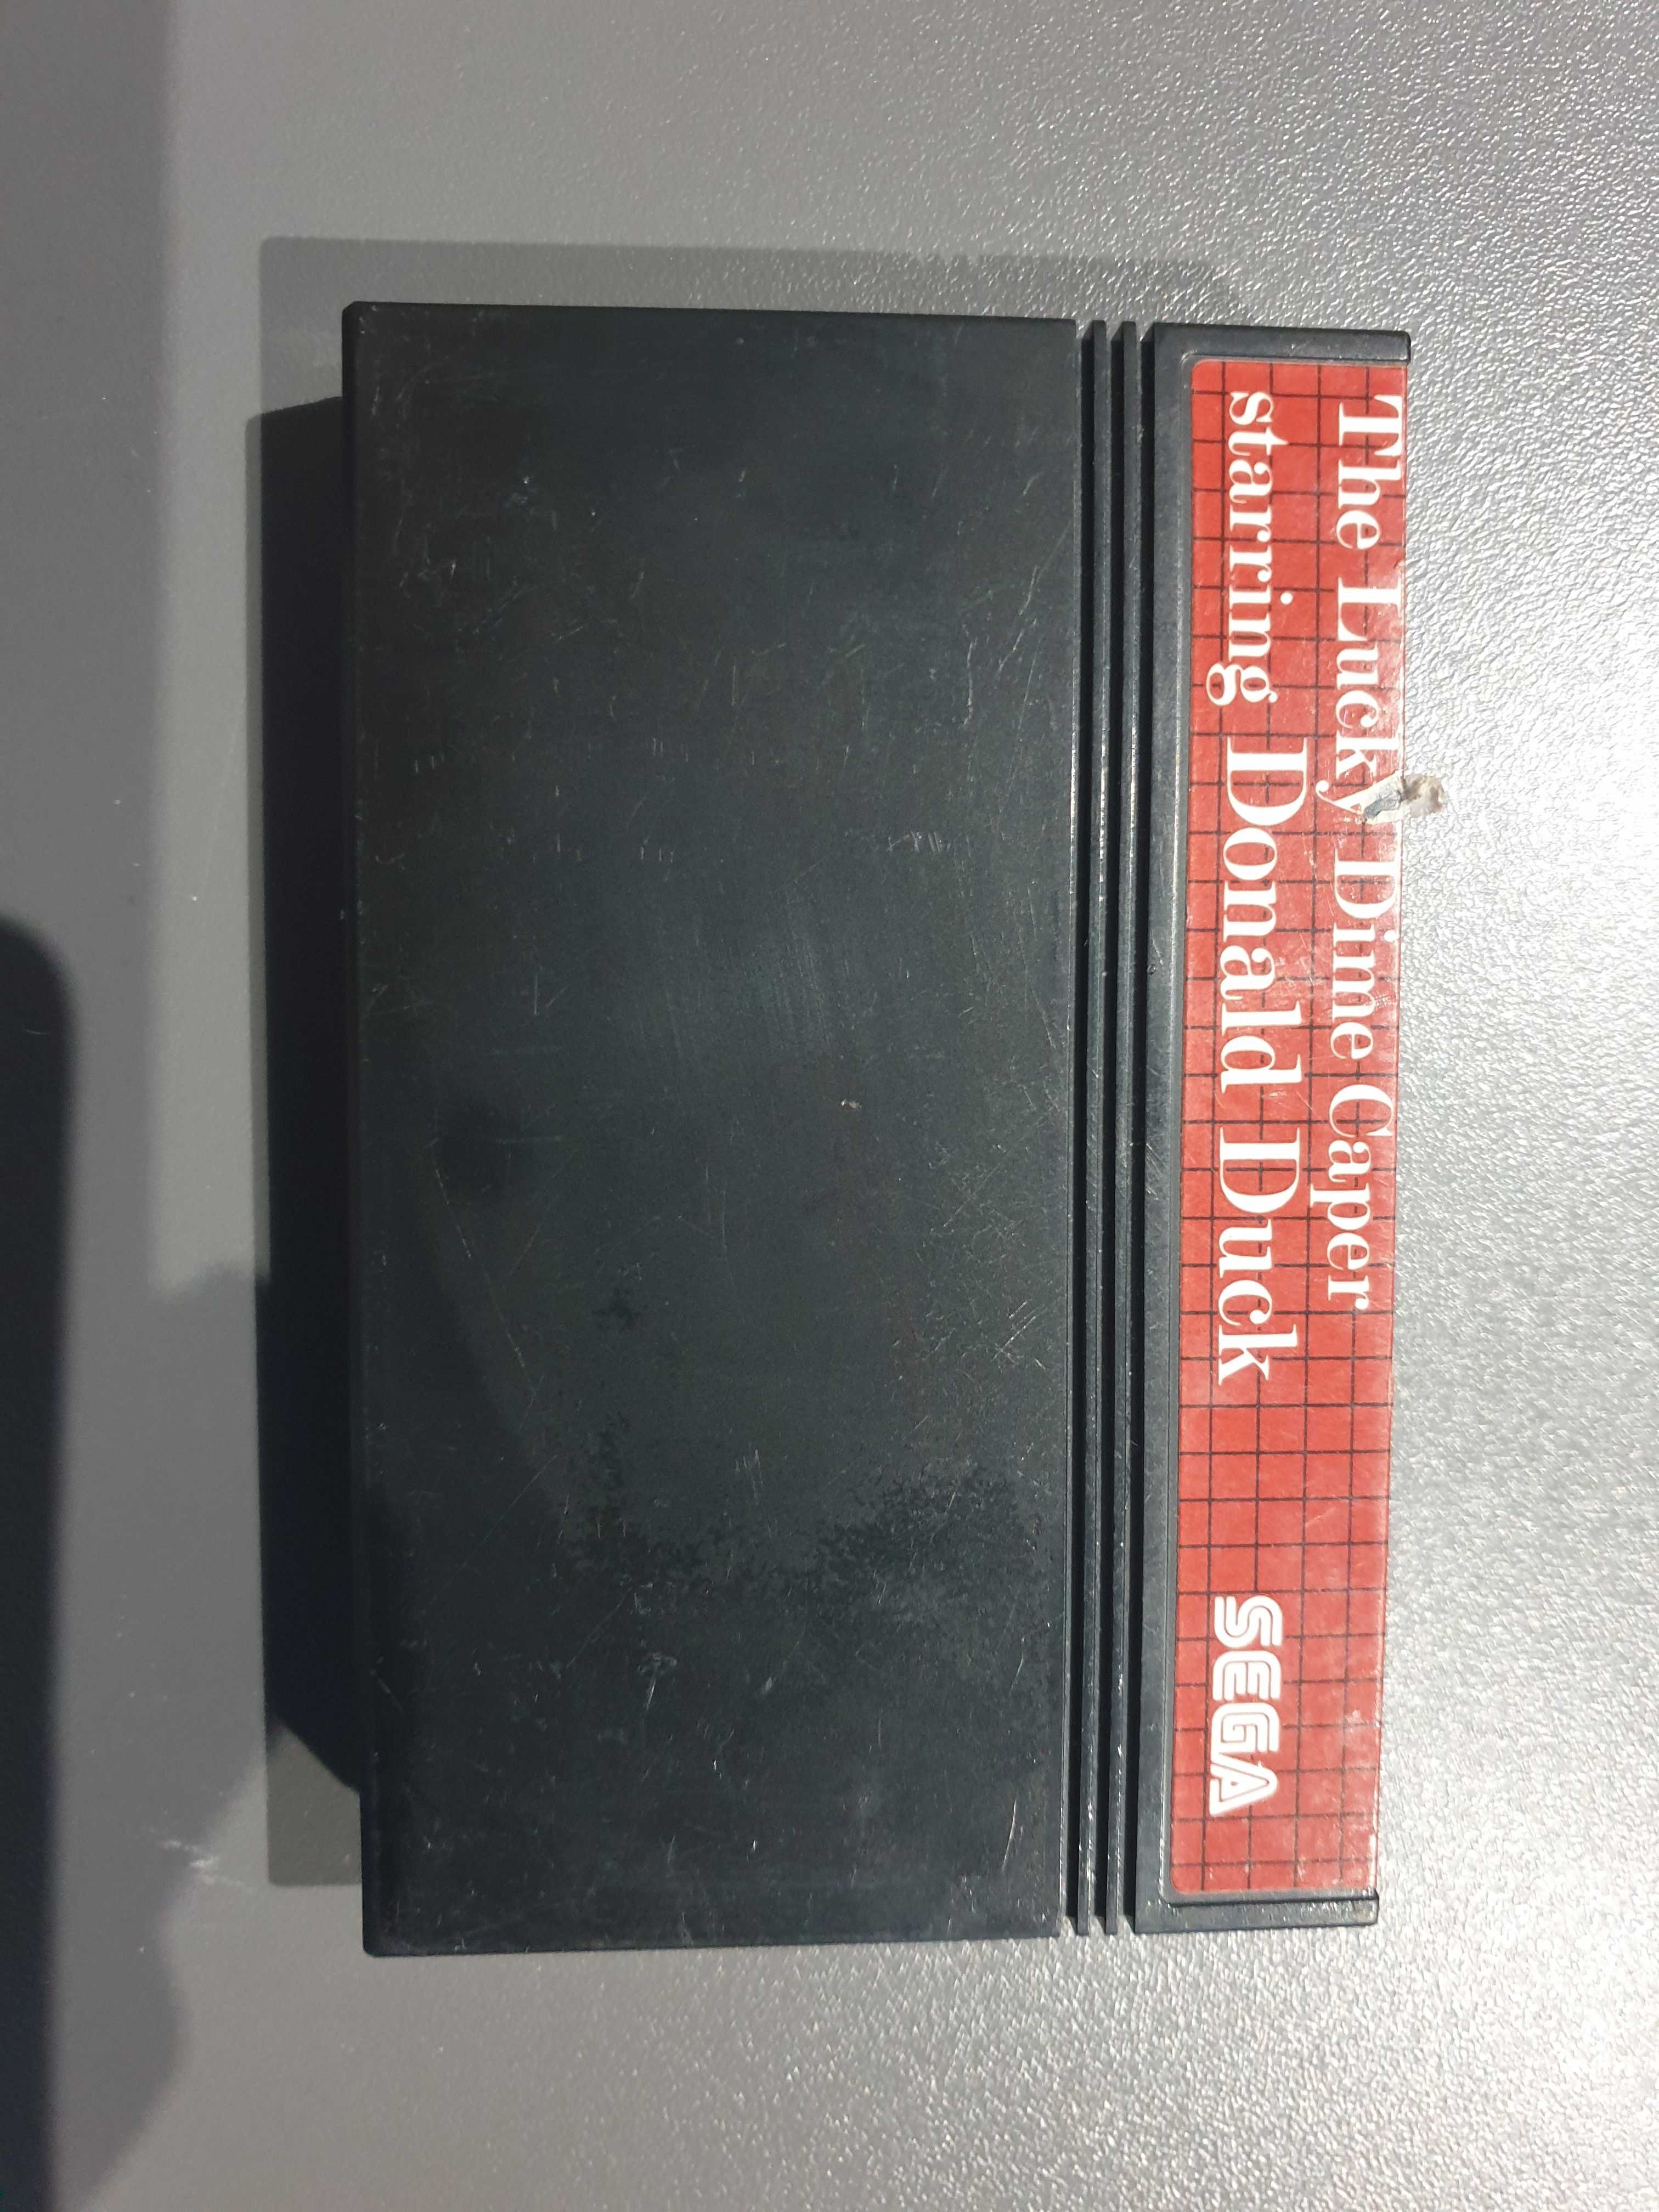 The Lucky Dime Caper
starring Donald Duck
SEGA